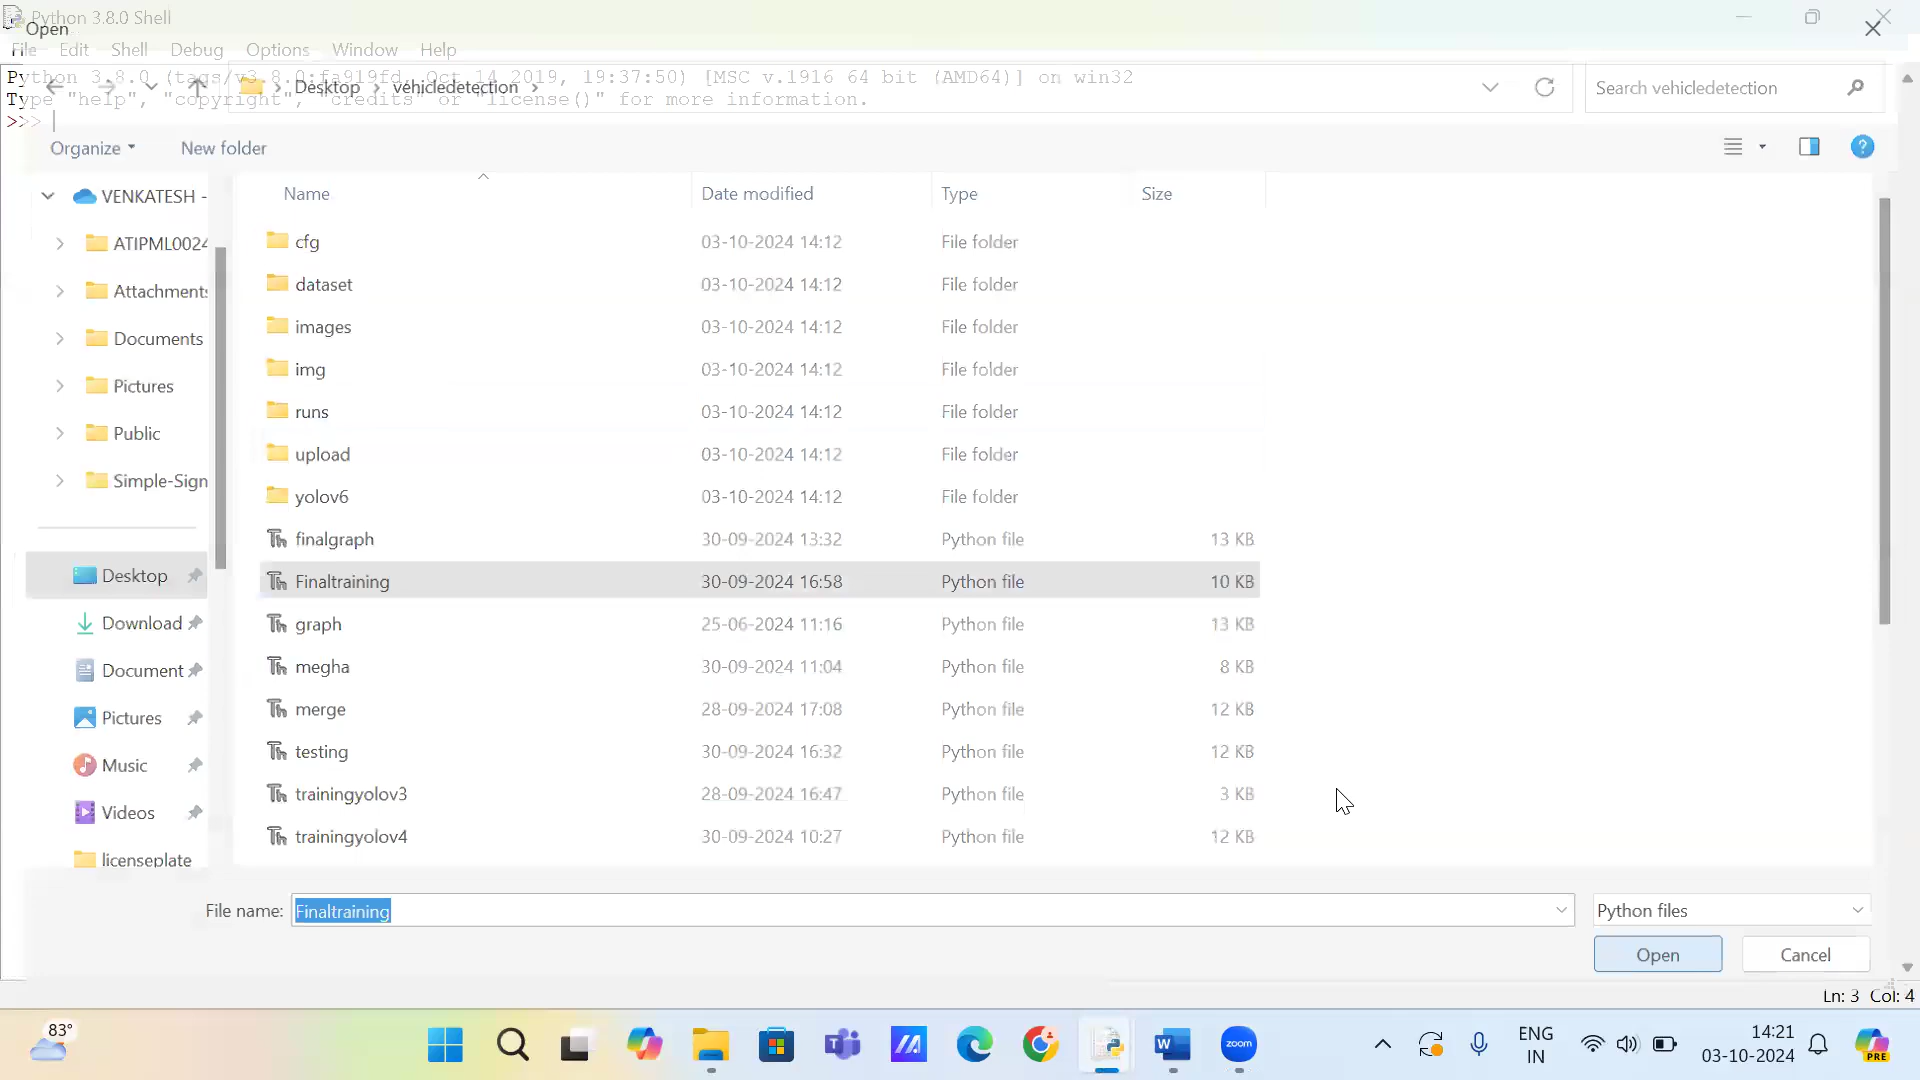 Python 3.8.0 Shell
Open
File Edit Shell Debug Options Window Help
Python 3.8.0 (tags/v3.8.0:fa919fd, Oct 14 2019, 19:37:50) [MSC v.1916 64 bit (AMD64)] on win32
Desktop > vehicledetection >
Search vehicledetection
Type "help", "copyright", "credits" or "license()" for more information.
>>>
Organize New folder
Name Date modified Type Size
VENKATESH -
ATIPML0024
Attachments
Documents
Pictures
Public
Simple-Sign
Desktop
Download
Document
Pictures
Music
Videos
licenseplate
cfg 03-10-2024 14:12 File folder
dataset 03-10-2024 14:12 File folder
images 03-10-2024 14:12 File folder
img 03-10-2024 14:12 File folder
runs 03-10-2024 14:12 File folder
upload 03-10-2024 14:12 File folder
yolov6 03-10-2024 14:12 File folder
finalgraph 30-09-2024 13:32 Python file 13 KB
Finaltraining 30-09-2024 16:58 Python file 10 KB
graph 25-06-2024 11:16 Python file 13 KB
megha 30-09-2024 11:04 Python file 8 KB
merge 28-09-2024 17:08 Python file 12 KB
testing 30-09-2024 16:32 Python file 12 KB
trainingyolov3 28-09-2024 16:47 Python file 3 KB
trainingyolov4 30-09-2024 10:27 Python file 12 KB
File name: Finaltraining Python files
Open Cancel
Ln: 3 Col: 4
83°
zoom
W
PRE
ENG
IN
14:21
03-10-2024